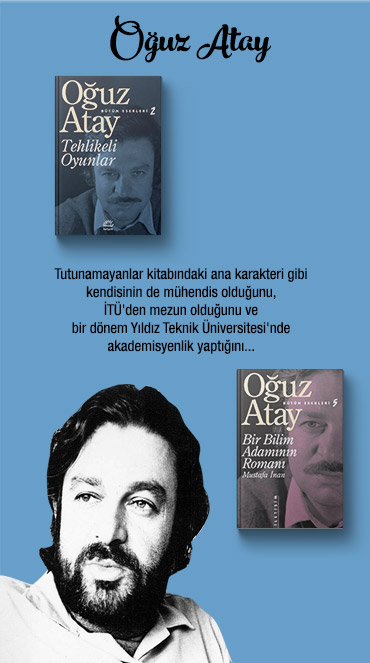 Oğuz Atay
Oğuz
BÜTÜN ESERLERİ 2
Atay
Tehlikeli
Oyunlar
Tutunamayanlar kitabındaki ana karakteri gibi
kendisinin de mühendis olduğunu,
İTÜ'den mezun olduğunu ve
bir dönem Yıldız Teknik Üniversitesi'nde
akademisyenlik yaptığını...
Oğuz
BÜTÜN ESERLERİ 5
Atay
Bir Bilim
Adamının
Romanı
Mustafa İnan
İLETİŞİM